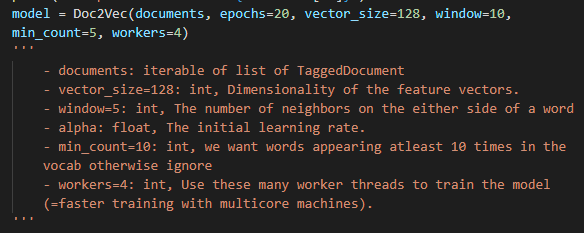 model = Doc2Vec(documents, epochs=20, vector_size=128, window=10,
min_count=5, workers=4)
'''
- documents: iterable of list of TaggedDocument
- vector_size=128: int, Dimensionality of the feature vectors.
- window=5: int, The number of neighbors on the either side of a word
- alpha: float, The initial learning rate.
- min_count=10: int, we want words appearing atleast 10 times in the
vocab otherwise ignore
- workers=4: int, Use these many worker threads to train the model
(=faster training with multicore machines).
'''